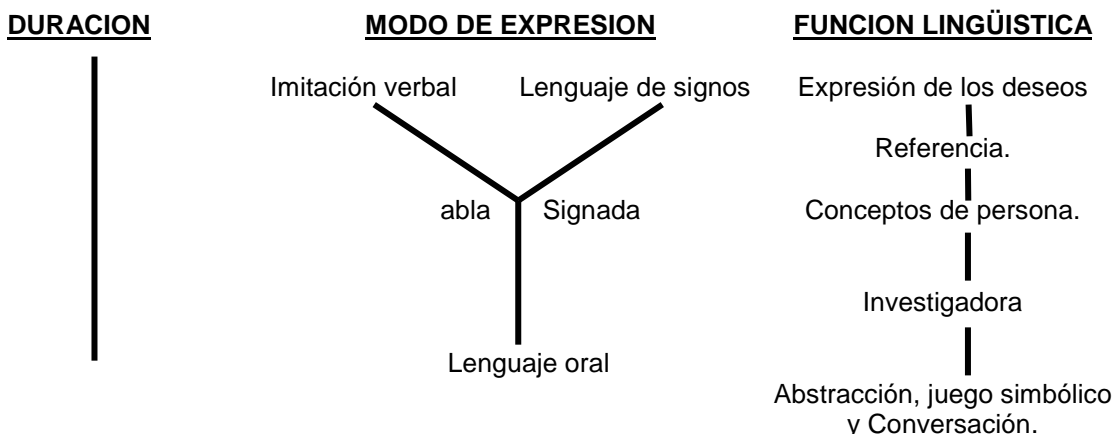 DURACION
MODO DE EXPRESION
FUNCION LINGÜISTICA
Imitación verbal
Lenguaje de signos
abla
Signada
Lenguaje oral
Expresión de los deseos
Referencia.
Conceptos de persona.
Investigadora
Abstracción, juego simbólico
y Conversación.